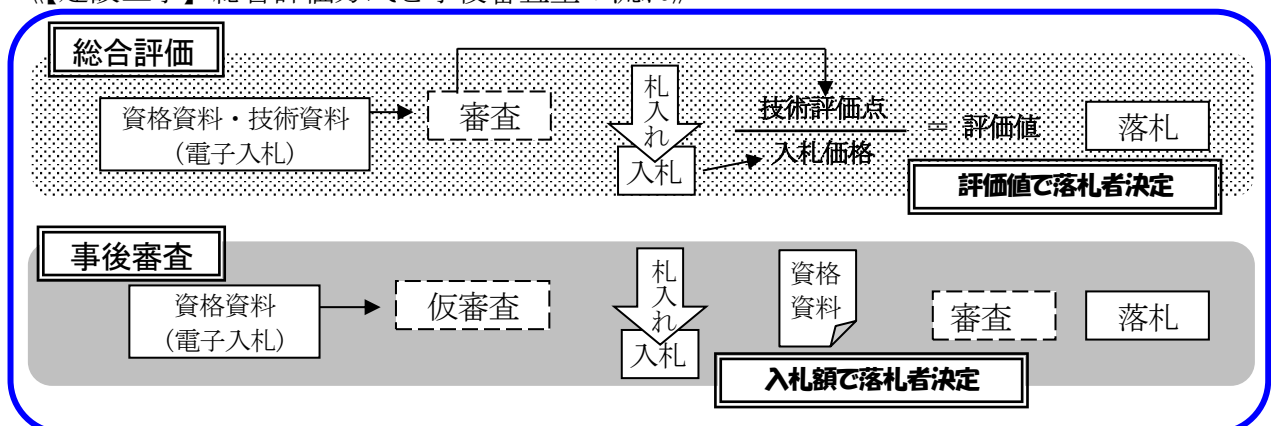 総合評価
資格資料・技術資料
(電子入札)
審査
札入れ
入札
技術評価点
入札価格
＝ 評価値
落札
評価値で落札者決定
事後審査
資格資料
(電子入札)
仮審査
札入れ
入札
資格
資料
審査
落札
入札額で落札者決定